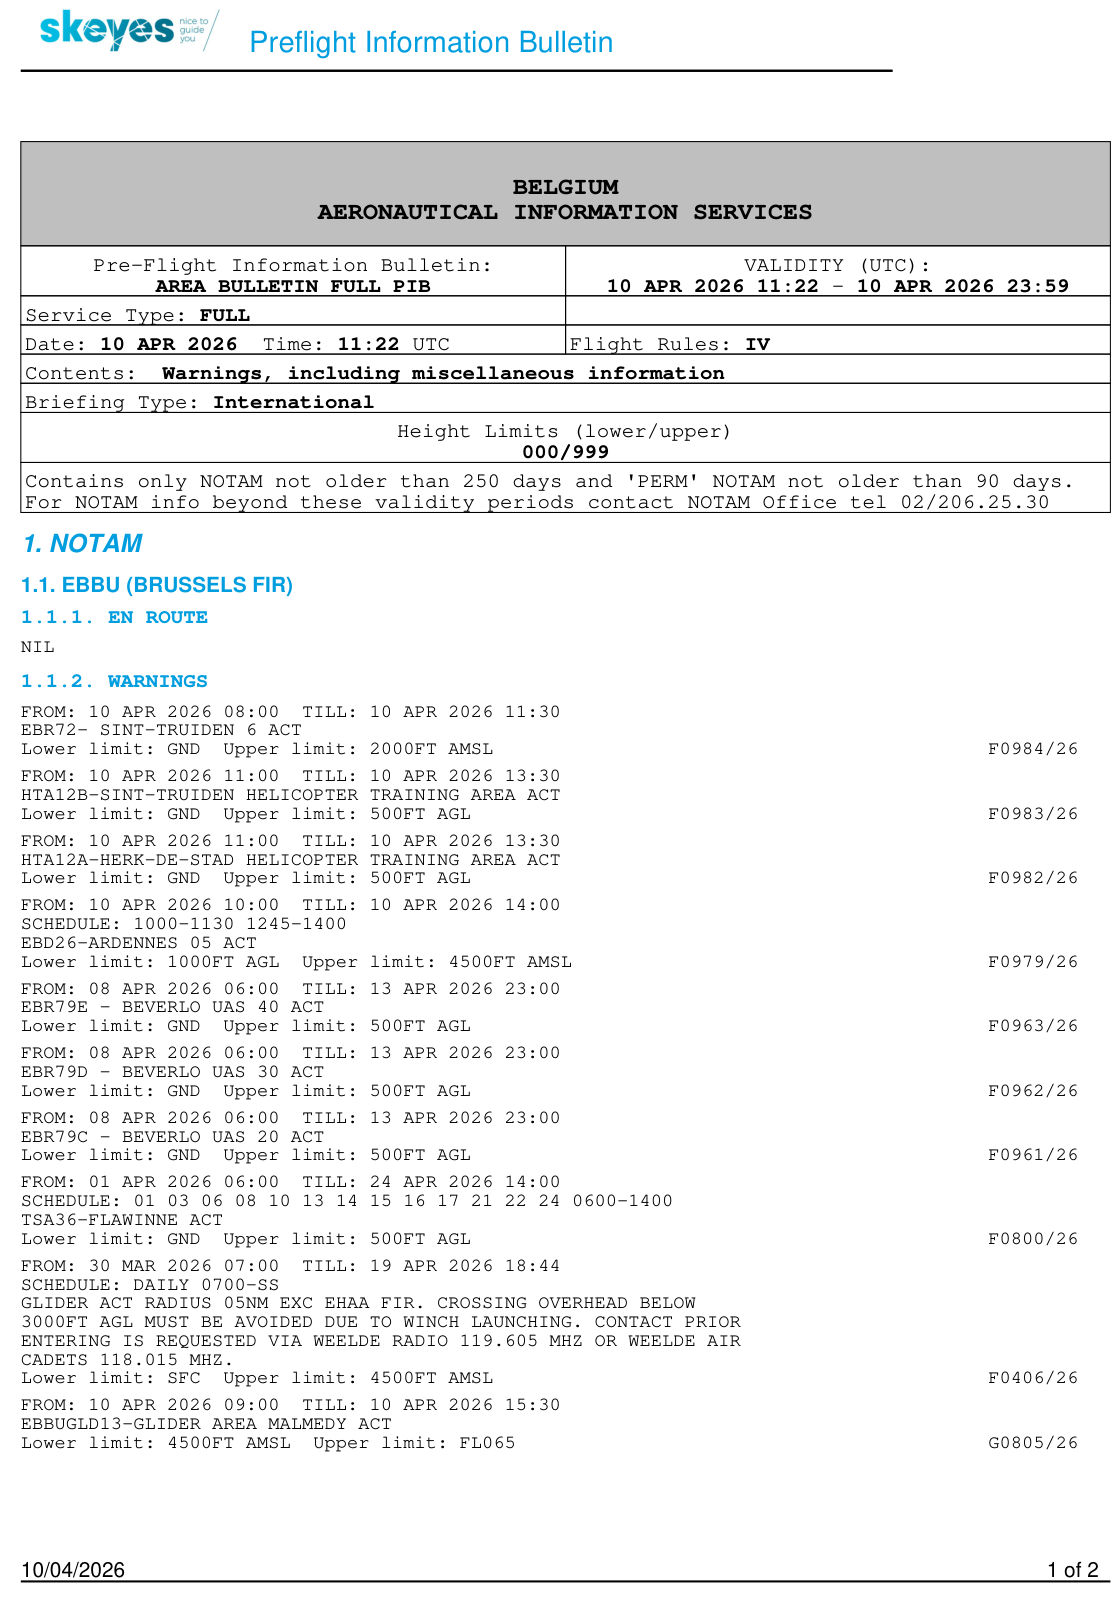 skeyes nice to guide you
Preflight Information Bulletin
BELGIUM
AERONAUTICAL INFORMATION SERVICES
Pre-Flight Information Bulletin:
AREA BULLETIN FULL PIB
VALIDITY (UTC):
10 APR 2026 11:22 - 10 APR 2026 23:59
Service Type: FULL
Date: 10 APR 2026  Time: 11:22 UTC
Flight Rules: IV
Contents:  Warnings, including miscellaneous information
Briefing Type: International
Height Limits (lower/upper)
000/999
Contains only NOTAM not older than 250 days and 'PERM' NOTAM not older than 90 days.
For NOTAM info beyond these validity periods contact NOTAM Office tel 02/206.25.30
1. NOTAM
1.1. EBBU (BRUSSELS FIR)
1.1.1. EN ROUTE
NIL
1.1.2. WARNINGS
FROM: 10 APR 2026 08:00  TILL: 10 APR 2026 11:30
EBR72- SINT-TRUIDEN 6 ACT
Lower limit: GND  Upper limit: 2000FT AMSL F0984/26
FROM: 10 APR 2026 11:00  TILL: 10 APR 2026 13:30
HTA12B-SINT-TRUIDEN HELICOPTER TRAINING AREA ACT
Lower limit: GND  Upper limit: 500FT AGL F0983/26
FROM: 10 APR 2026 11:00  TILL: 10 APR 2026 13:30
HTA12A-HERK-DE-STAD HELICOPTER TRAINING AREA ACT
Lower limit: GND  Upper limit: 500FT AGL F0982/26
FROM: 10 APR 2026 10:00  TILL: 10 APR 2026 14:00
SCHEDULE: 1000-1130 1245-1400
EBD26-ARDENNES 05 ACT
Lower limit: 1000FT AGL  Upper limit: 4500FT AMSL F0979/26
FROM: 08 APR 2026 06:00  TILL: 13 APR 2026 23:00
EBR79E - BEVERLO UAS 40 ACT
Lower limit: GND  Upper limit: 500FT AGL F0963/26
FROM: 08 APR 2026 06:00  TILL: 13 APR 2026 23:00
EBR79D - BEVERLO UAS 30 ACT
Lower limit: GND  Upper limit: 500FT AGL F0962/26
FROM: 08 APR 2026 06:00  TILL: 13 APR 2026 23:00
EBR79C - BEVERLO UAS 20 ACT
Lower limit: GND  Upper limit: 500FT AGL F0961/26
FROM: 01 APR 2026 06:00  TILL: 24 APR 2026 14:00
SCHEDULE: 01 03 06 08 10 13 14 15 16 17 21 22 24 0600-1400
TSA36-FLAWINNE ACT
Lower limit: GND  Upper limit: 500FT AGL F0800/26
FROM: 30 MAR 2026 07:00  TILL: 19 APR 2026 18:44
SCHEDULE: DAILY 0700-SS
GLIDER ACT RADIUS 05NM EXC EHAA FIR. CROSSING OVERHEAD BELOW
3000FT AGL MUST BE AVOIDED DUE TO WINCH LAUNCHING. CONTACT PRIOR
ENTERING IS REQUESTED VIA WEELDE RADIO 119.605 MHZ OR WEELDE AIR
CADETS 118.015 MHZ.
Lower limit: SFC  Upper limit: 4500FT AMSL F0406/26
FROM: 10 APR 2026 09:00  TILL: 10 APR 2026 15:30
EBBUGLD13-GLIDER AREA MALMEDY ACT
Lower limit: 4500FT AMSL  Upper limit: FL065 G0805/26
10/04/2026 1 of 2